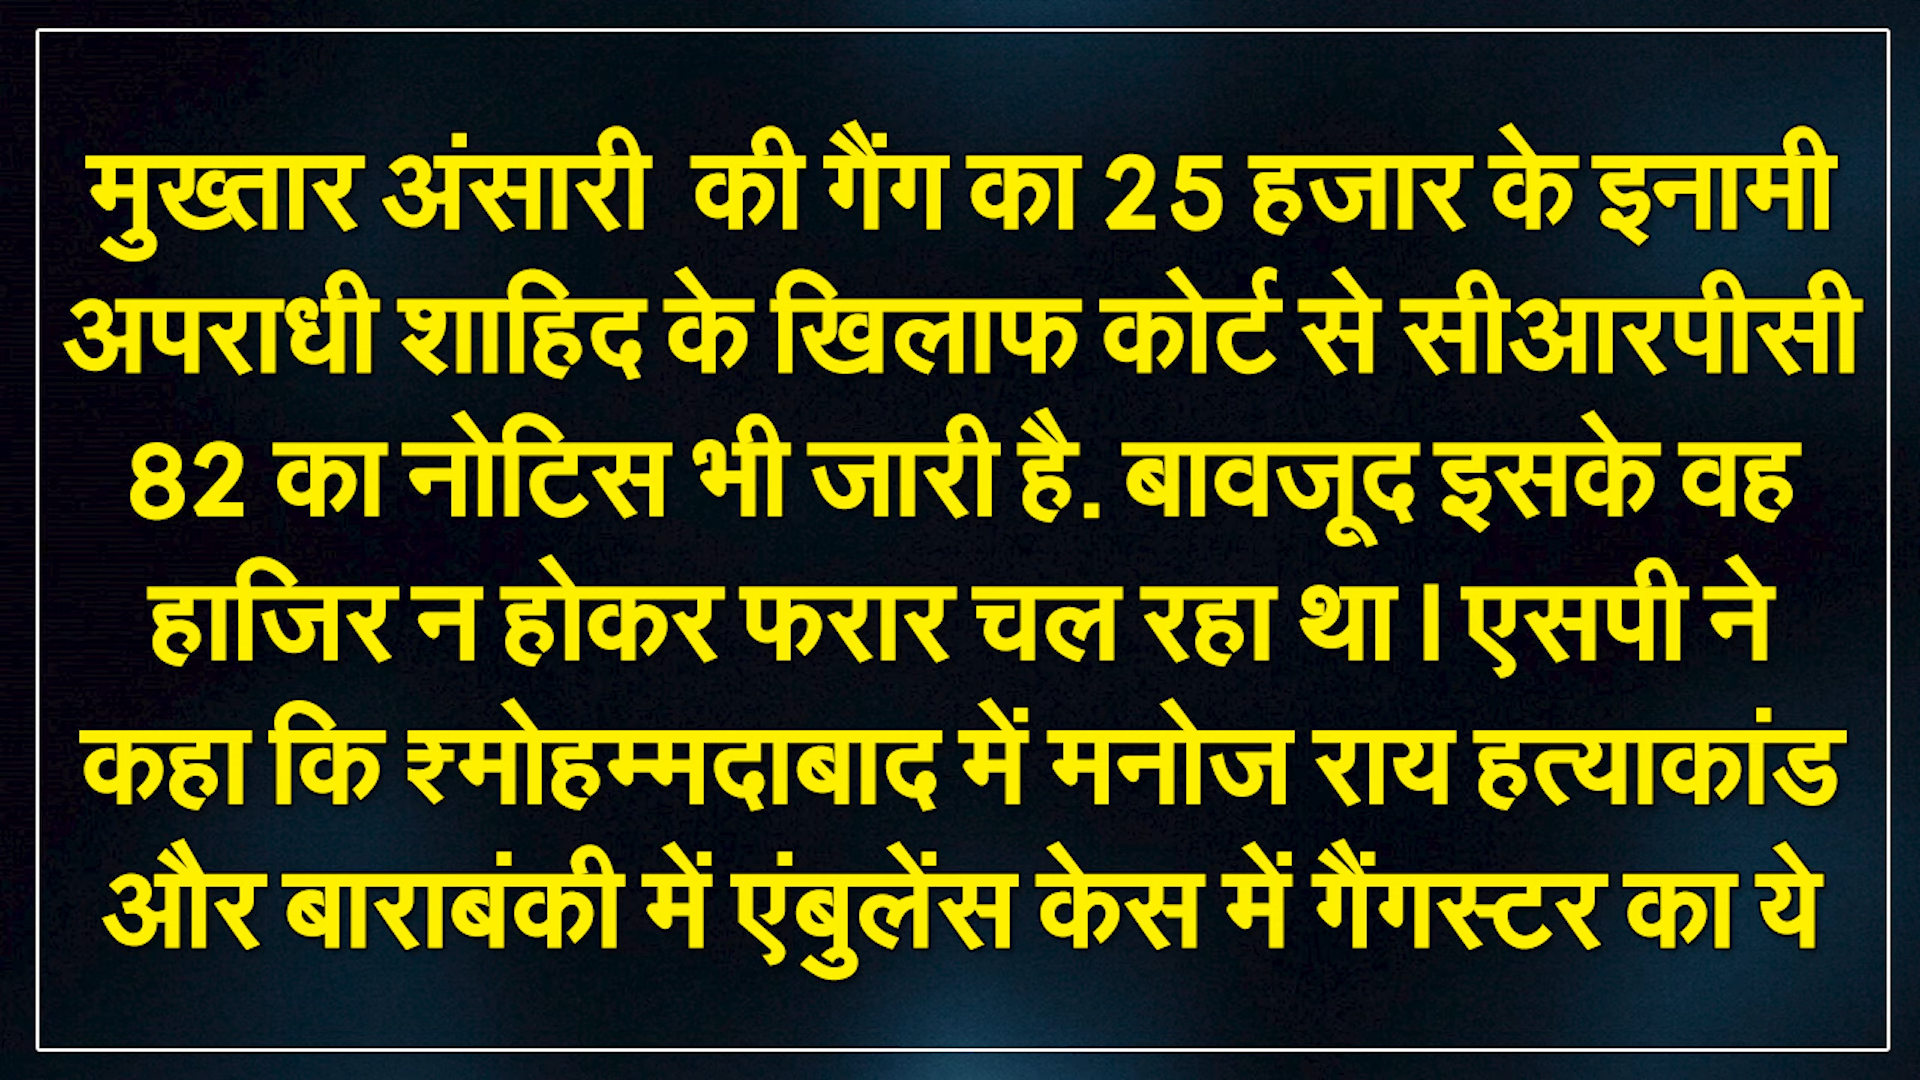 मुख्तार अंसारी की गैंग का 25 हजार के इनामी
अपराधी शाहिद के खिलाफ कोर्ट से सीआरपीसी
82 का नोटिस भी जारी है. बावजूद इसके वह
हाजिर न होकर फरार चल रहा था। एसपी ने
कहा कि श्मोहम्मदाबाद में मनोज राय हत्याकांड
और बाराबंकी में एंबुलेंस केस में गैंगस्टर का ये